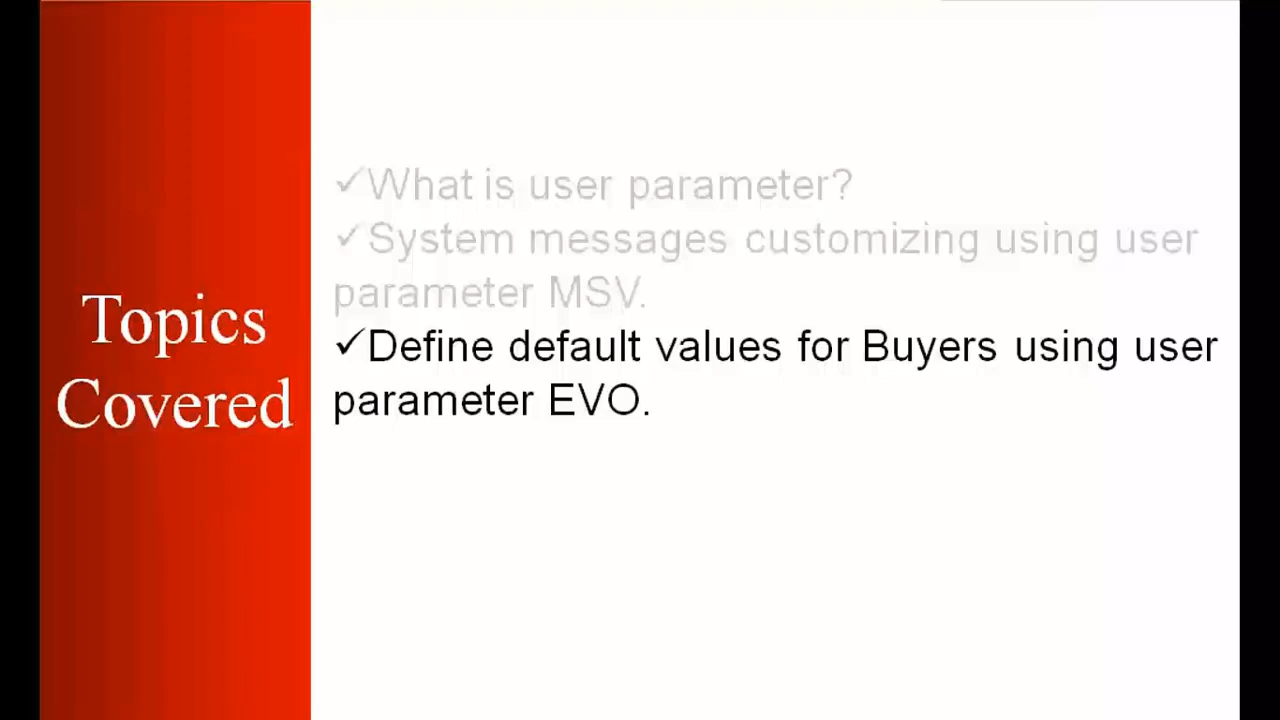 Topics
Covered
✓What is user parameter?
✓System messages customizing using user
parameter MSV.
✓Define default values for Buyers using user
parameter EVO.